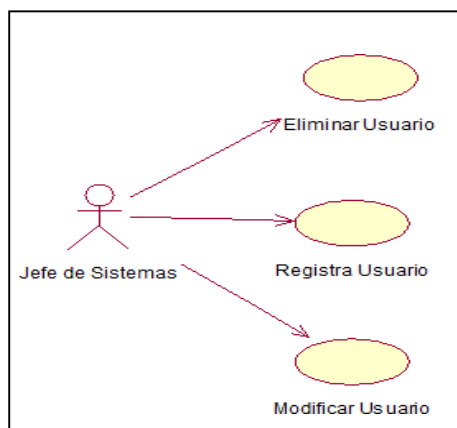 Eliminar Usuario
Jefe de Sistemas
Registra Usuario
Modificar Usuario